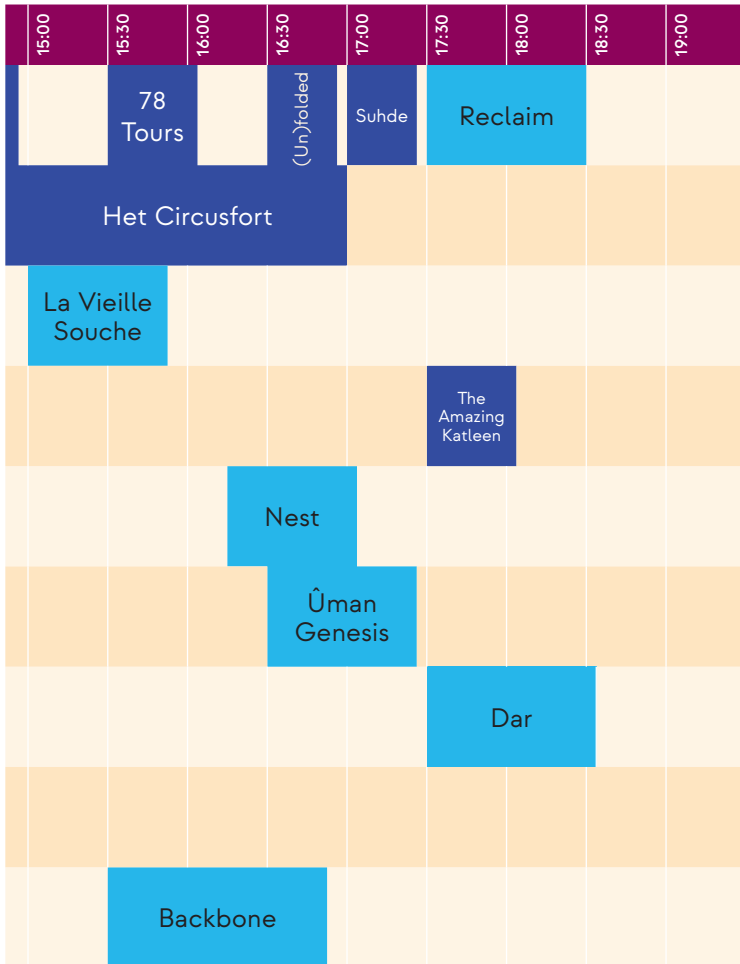 15:00
15:30
16:00
16:30
17:00
17:30
18:00
18:30
19:00
78
Tours
(Un)folded
Suhde
Reclaim
Het Circusfort
La Vieille
Souche
The
Amazing
Katleen
Nest
Ûman
Genesis
Dar
Backbone